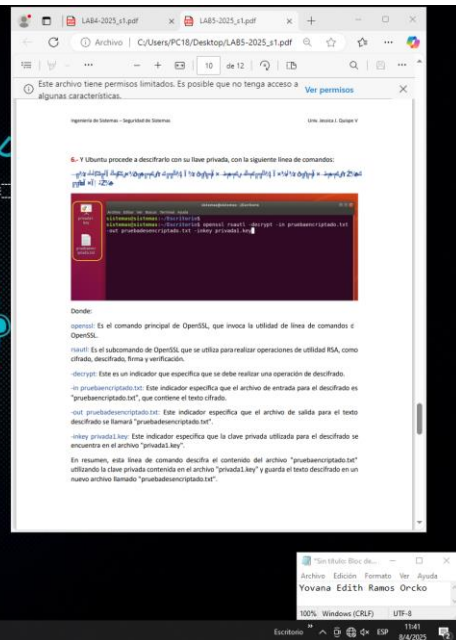 LAB4-2025_s1.pdf
LAB5-2025_s1.pdf
Archivo
C:/Users/PC18/Desktop/LAB5-2025_s1.pdf
10 de 12
Este archivo tiene permisos limitados. Es posible que no tenga acceso a
algunas características.
Ver permisos
Ingeniería de Sistemas – Seguridad de Sistemas
Univ. Jessica I. Quispe V
6.- Y Ubuntu procede a descifrarlo con su llave privada, con la siguiente línea de comandos:
Archivo Editar Ver Buscar Terminal Ayuda
sistemas@sistemas:~/Escritorio$
sistemas@sistemas:~/Escritorio$ openssl rsautl -decrypt -in pruebaencriptado.txt
-out pruebadesencriptado.txt -inkey privada1.key
Donde:
openssl: Es el comando principal de OpenSSL, que invoca la utilidad de línea de comandos d
OpenSSL.
rsautl: Es el subcomando de OpenSSL que se utiliza para realizar operaciones de utilidad RSA, como
cifrado, descifrado, firma y verificación.
-decrypt: Este es un indicador que especifica que se debe realizar una operación de descifrado.
-in pruebaencriptado.txt: Este indicador especifica que el archivo de entrada para el descifrado es
"pruebaencriptado.txt", que contiene el texto cifrado.
-out pruebadesencriptado.txt: Este indicador especifica que el archivo de salida para el texto
descifrado se llamará "pruebadesencriptado.txt".
-inkey privada1.key: Este indicador especifica que la clave privada utilizada para el descifrado se
encuentra en el archivo "privada1.key".
En resumen, esta línea de comando descifra el contenido del archivo "pruebaencriptado.txt"
utilizando la clave privada contenida en el archivo "privada1.key" y guarda el texto descifrado en un
nuevo archivo llamado "pruebadesencriptado.txt".
*Sin título: Bloc de...
Archivo Edición Formato Ver Ayuda
Yovana Edith Ramos Orcko
100% Windows (CRLF) UTF-8
Escritorio
ESP
11:41
8/4/2025